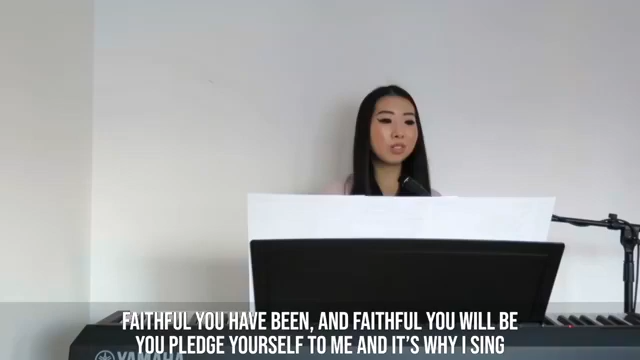 FAITHFUL YOU HAVE BEEN, AND FAITHFUL YOU WILL BE
YOU PLEDGE YOURSELF TO ME AND IT'S WHY I SING
YAMAHA